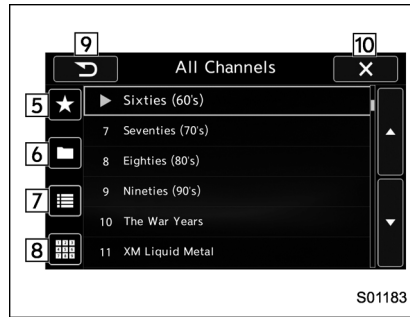 9
10
All Channels
5
Sixties (60's)
7 Seventies (70's)
6
8 Eighties (80's)
7
9 Nineties (90's)
10 The War Years
8
11 XM Liquid Metal
S01183